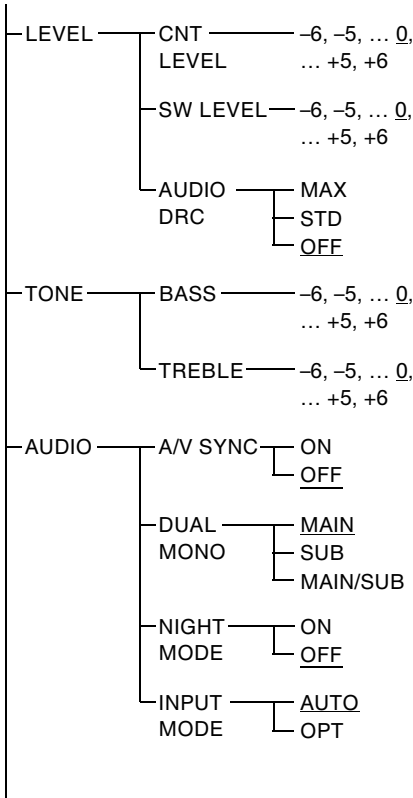 LEVEL CNT –6, –5, … 0,
LEVEL … +5, +6
SW LEVEL –6, –5, … 0,
… +5, +6
AUDIO MAX
DRC STD
OFF
TONE BASS –6, –5, … 0,
… +5, +6
TREBLE –6, –5, … 0,
… +5, +6
AUDIO A/V SYNC ON
OFF
DUAL MAIN
MONO SUB
MAIN/SUB
NIGHT ON
MODE OFF
INPUT AUTO
MODE OPT